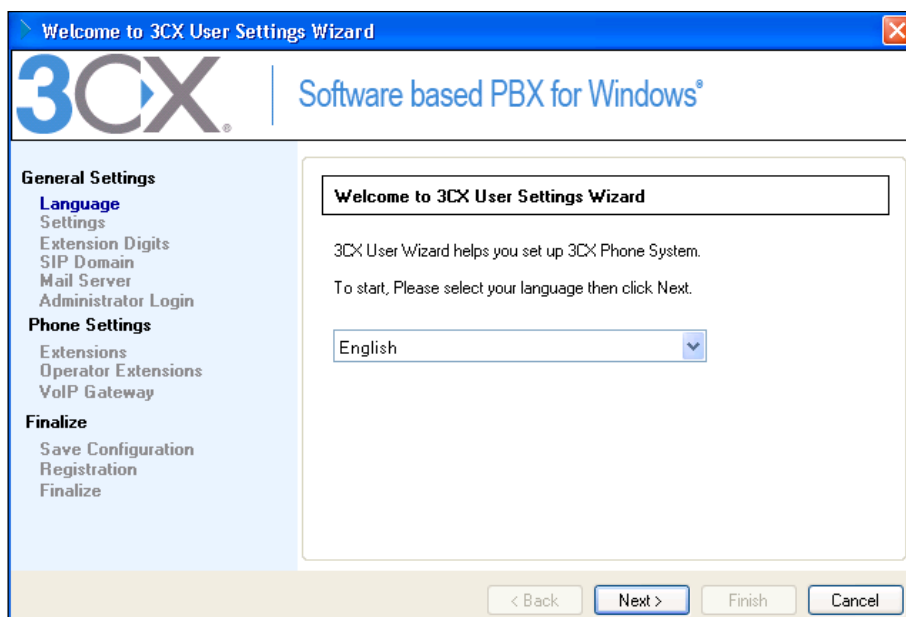 Welcome to 3CX User Settings Wizard
3CX®
Software based PBX for Windows®
General Settings
Language
Settings
Extension Digits
SIP Domain
Mail Server
Administrator Login
Phone Settings
Extensions
Operator Extensions
VoIP Gateway
Finalize
Save Configuration
Registration
Finalize
Welcome to 3CX User Settings Wizard
3CX User Wizard helps you set up 3CX Phone System.
To start, Please select your language then click Next.
English
< Back
Next >
Finish
Cancel